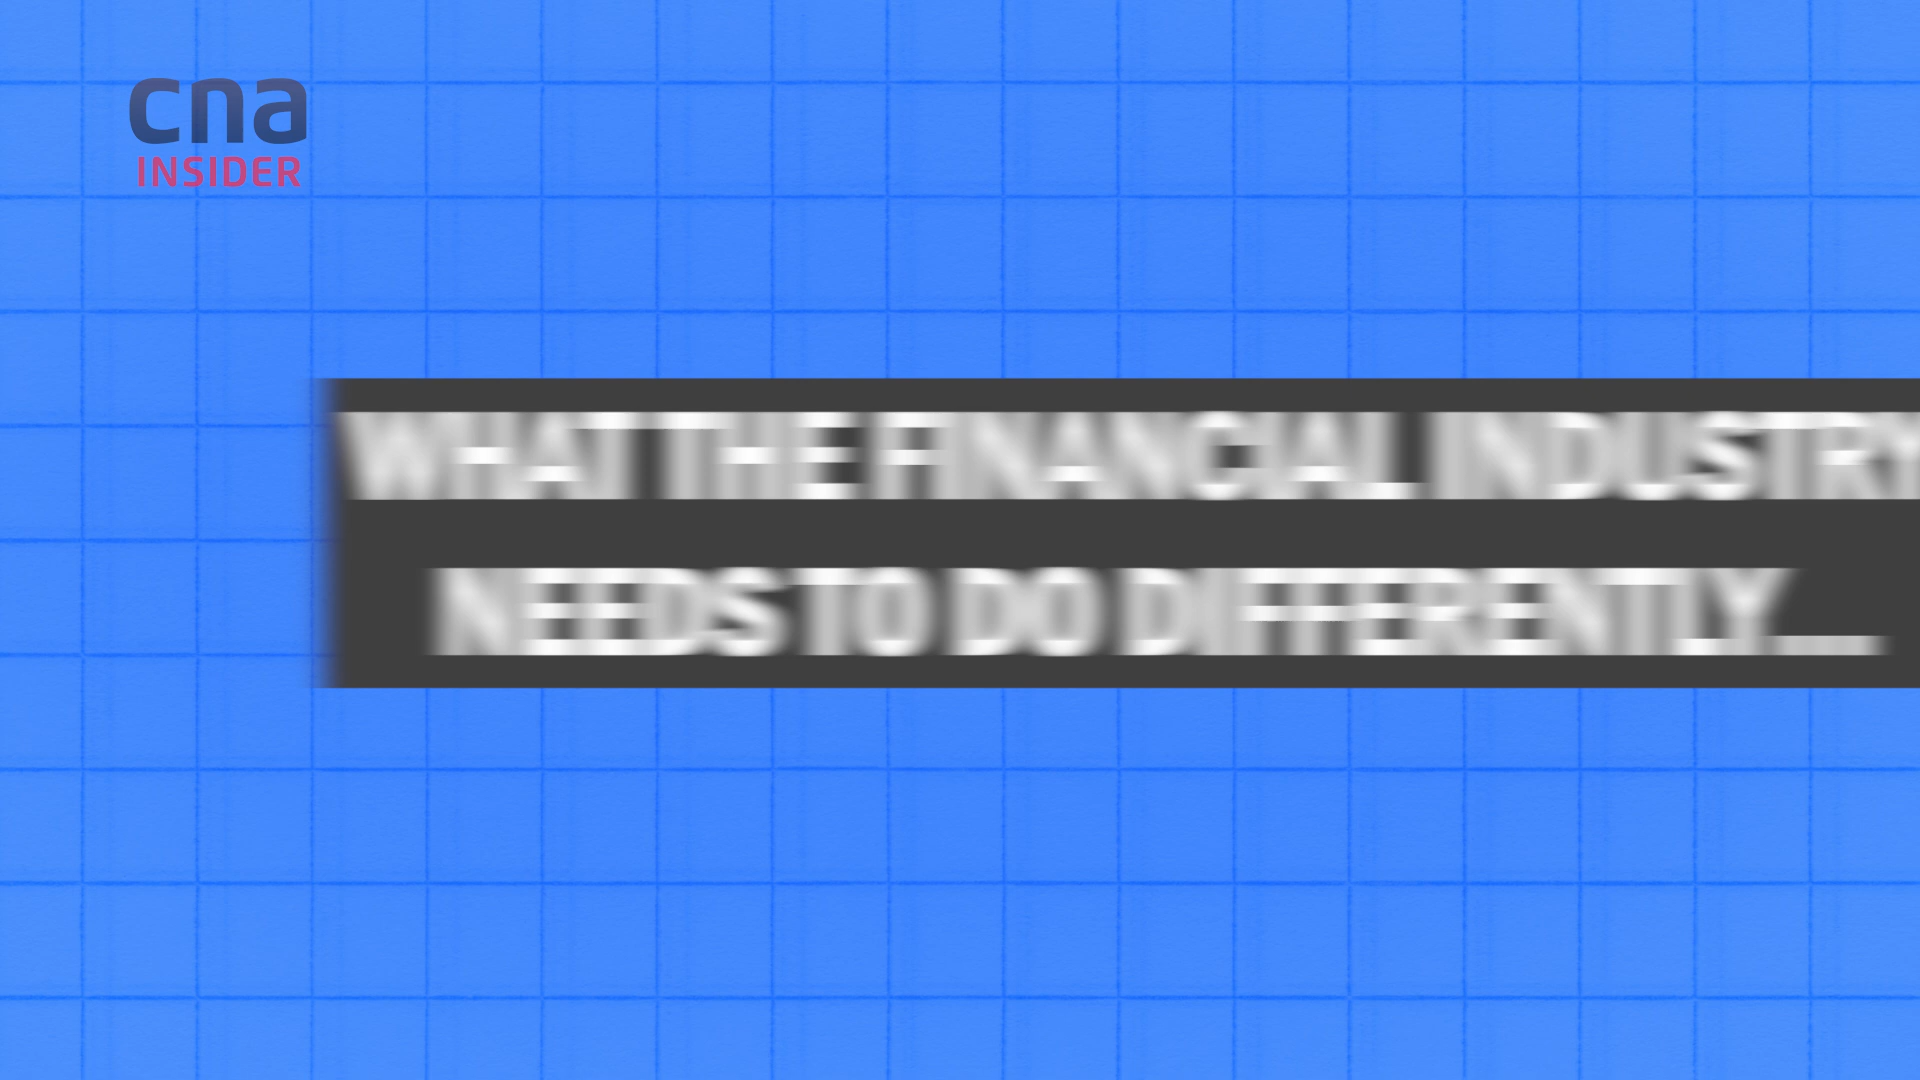 cna
INSIDER
WHAT THE FINANCIAL INDUSTRY
NEEDS TO DO DIFFERENTLY...